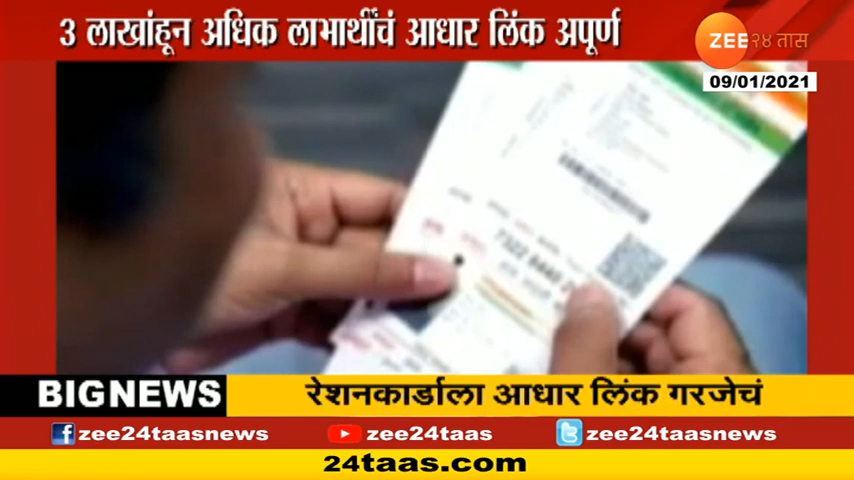 3 लाखांहून अधिक लाभार्थींचं आधार लिंक अपूर्ण
ZEE २४ तास
09/01/2021
BIGNEWS
रेशनकार्डाला आधार लिंक गरजेचं
zee24taasnews
zee24taas
zee24taasnews
24taas.com